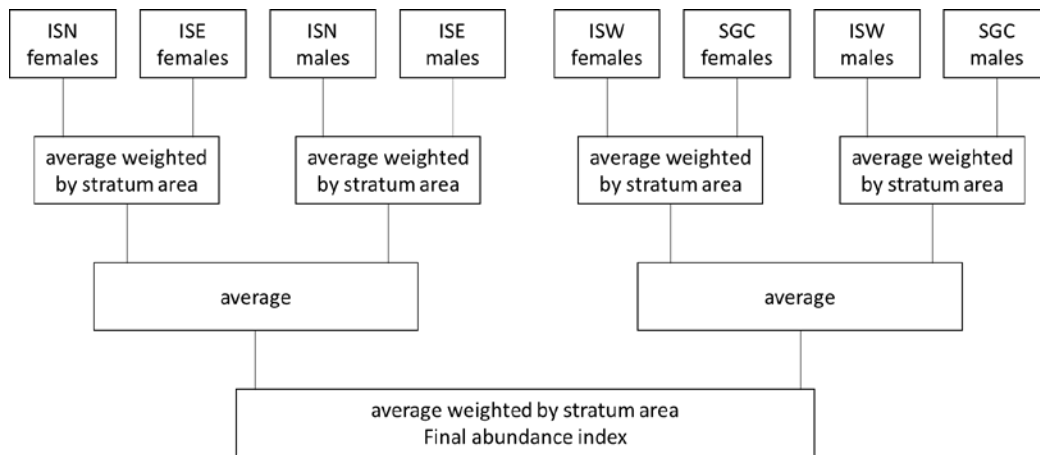 ISN
females
ISE
females
ISN
males
ISE
males
ISW
females
SGC
females
ISW
males
SGC
males
average weighted
by stratum area
average weighted
by stratum area
average weighted
by stratum area
average weighted
by stratum area
average
average
average weighted by stratum area
Final abundance index